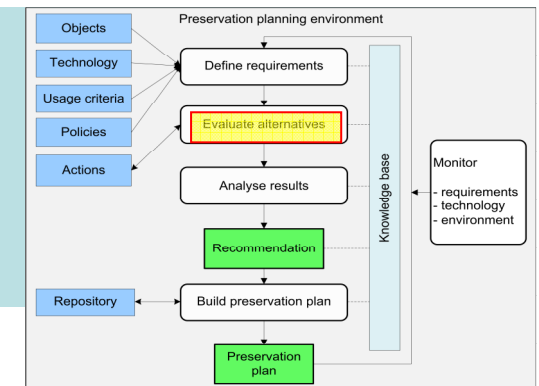 Preservation planning environment
Objects
Technology
Usage criteria
Policies
Actions
Define requirements
Evaluate alternatives
Analyse results
Recommendation
Repository
Build preservation plan
Preservation
plan
Knowledge base
Monitor
- requirements
- technology
- environment